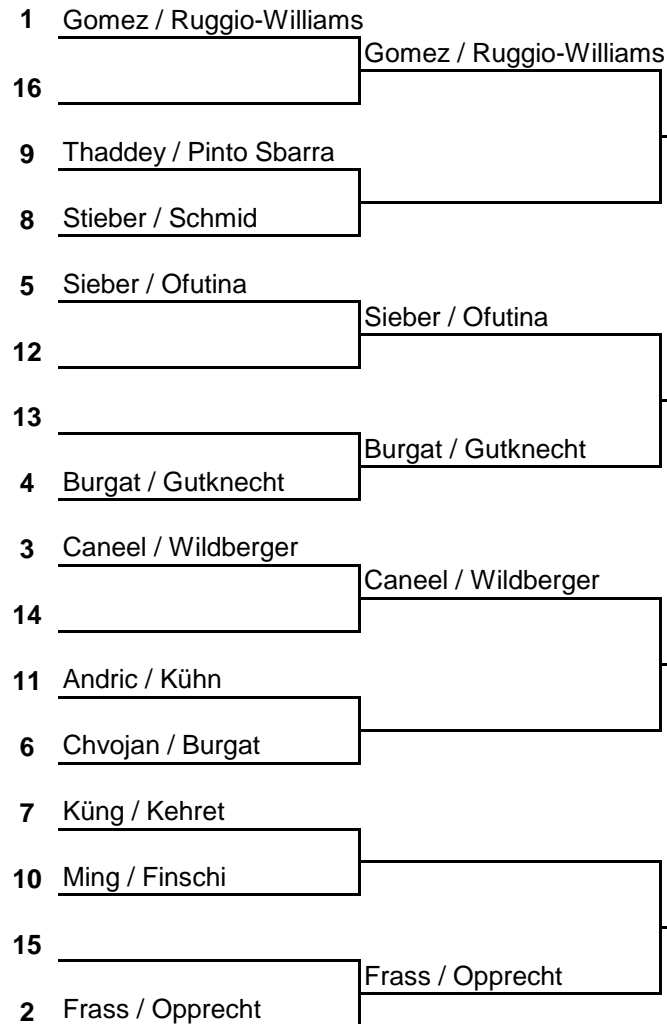 1 Gomez / Ruggio-Williams
Gomez / Ruggio-Williams
16
9 Thaddey / Pinto Sbarra
8 Stieber / Schmid
5 Sieber / Ofutina
Sieber / Ofutina
12
13
Burgat / Gutknecht
4 Burgat / Gutknecht
3 Caneel / Wildberger
Caneel / Wildberger
14
11 Andric / Kühn
6 Chvojan / Burgat
7 Küng / Kehret
10 Ming / Finschi
15
Frass / Opprecht
2 Frass / Opprecht